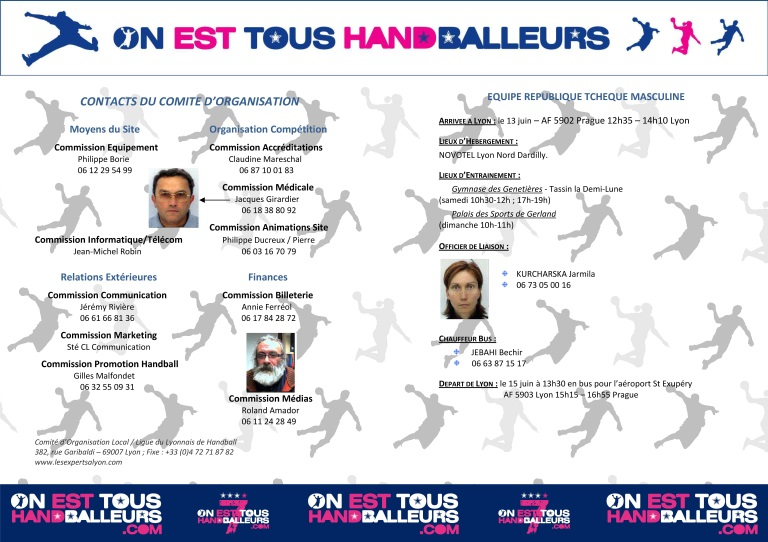 ON EST TOUS HANDBALLEURS
CONTACTS DU COMITE D'ORGANISATION
Moyens du Site
Commission Equipement
Philippe Borie
06 12 29 54 99
Commission Informatique/Télécom
Jean-Michel Robin
Organisation Compétition
Commission Accréditations
Claudine Mareschal
06 87 10 01 83
Commission Médicale
Jacques Girardier
06 18 38 80 92
Commission Animations Site
Philippe Ducreux / Pierre
06 03 16 70 79
Relations Extérieures
Commission Communication
Jérémy Rivière
06 61 66 81 36
Commission Marketing
Sté CL Communication
Commission Promotion Handball
Gilles Malfondet
06 32 55 09 31
Finances
Commission Billeterie
Annie Ferréol
06 17 84 28 72
Commission Médias
Roland Amador
06 11 24 28 49
Comité d'Organisation Local / Ligue du Lyonnais de Handball
382, rue Garibaldi – 69007 Lyon ; Fixe : +33 (0)4 72 71 87 82
www.lesexpertsalyon.com
EQUIPE REPUBLIQUE TCHEQUE MASCULINE
ARRIVEE A LYON : le 13 juin – AF 5902 Prague 12h35 – 14h10 Lyon
LIEUX D'HEBERGEMENT :
NOVOTEL Lyon Nord Dardilly.
LIEUX D'ENTRAINEMENT :
Gymnase des Genetières - Tassin la Demi-Lune
(samedi 10h30-12h ; 17h-19h)
Palais des Sports de Gerland
(dimanche 10h-11h)
OFFICIER DE LIAISON :
KURCHARSKA Jarmila
06 73 05 00 16
CHAUFFEUR BUS :
JEBAHI Bechir
06 63 87 15 17
DEPART DE LYON : le 15 juin à 13h30 en bus pour l'aéroport St Exupéry
AF 5903 Lyon 15h15 – 16h55 Prague
ON EST TOUS
HANDBALLEURS
.COM
ON EST TOUS
HANDBALLEURS
ON EST TOUS
HANDBALLEURS
.COM
ON EST TOUS
HANDBALLEURS
ON EST TOUS
HANDBALLEURS
.COM